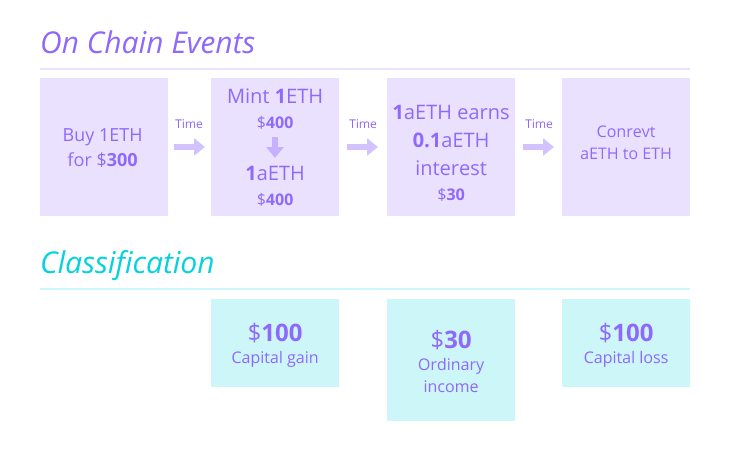 On Chain Events
Buy 1ETH
for $300
Time
Mint 1ETH
$400
1aETH
$400
Time
1aETH earns
0.1aETH
interest
$30
Time
Conrevt
aETH to ETH
Classification
$100
Capital gain
$30
Ordinary
income
$100
Capital loss